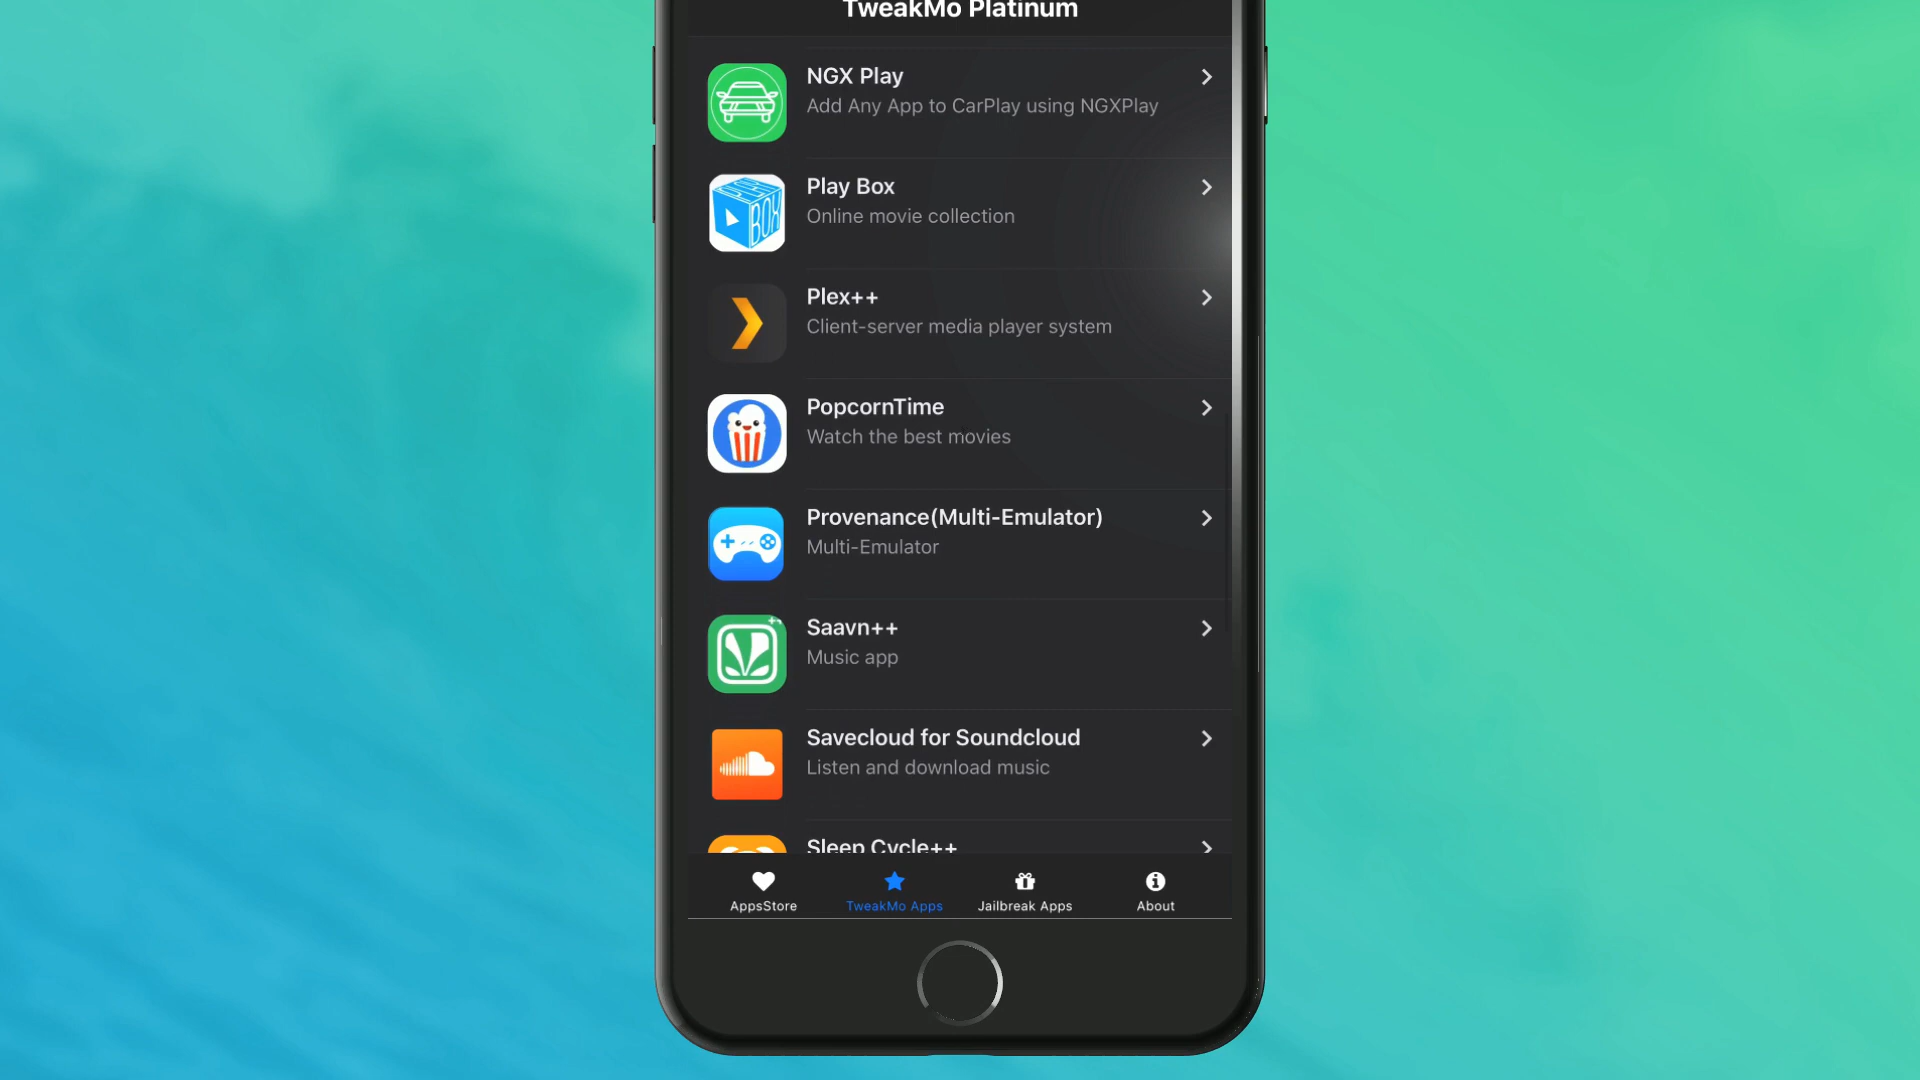 TweakMo Platinum
NGX Play
Add Any App to CarPlay using NGXPlay
Play Box
Online movie collection
BOX
Plex++
Client-server media player system
PopcornTime
Watch the best movies
Provenance(Multi-Emulator)
Multi-Emulator
Saavn++
Music app
Savecloud for Soundcloud
Listen and download music
Sleep Cycle++
AppsStore
TweakMo Apps
Jailbreak Apps
About